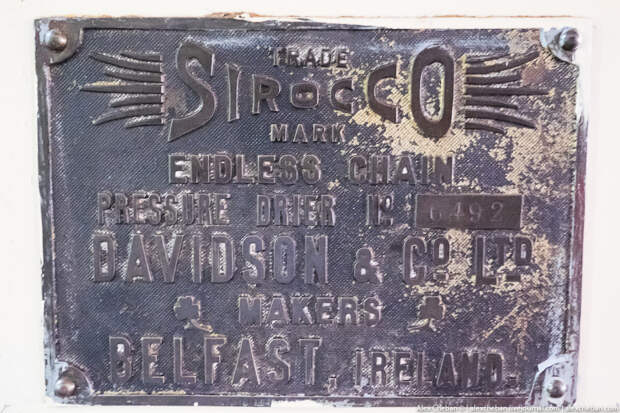 TRADE
SIROCCO
MARK
ENDLESS CHAIN
PRESSURE DRIER No 6492
DAVIDSON & Co LTD
MAKERS
BELFAST, IRELAND.